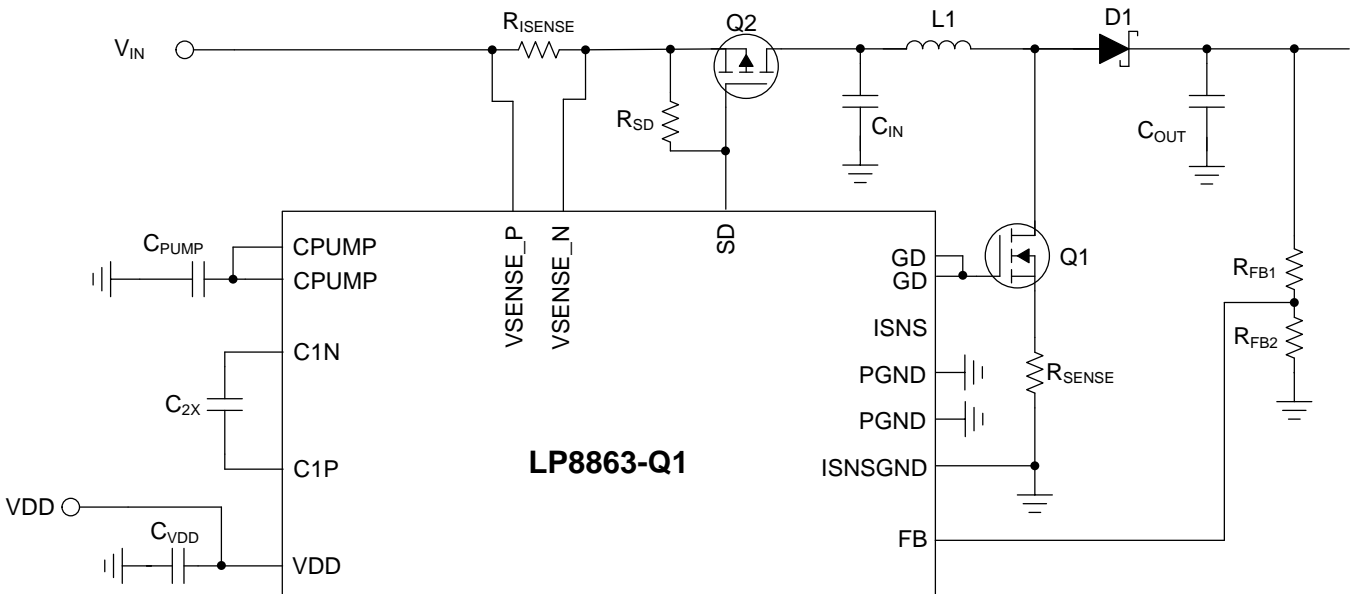 V_IN
R_ISENSE
Q2
L1
D1
R_SD
C_IN
C_OUT
C_PUMP
CPUMP
CPUMP
VSENSE_P
VSENSE_N
SD
GD
GD
Q1
R_FB1
R_FB2
ISNS
C1N
PGND
R_SENSE
C_2X
PGND
C1P
LP8863-Q1
ISNSGND
VDD
C_VDD
VDD
FB